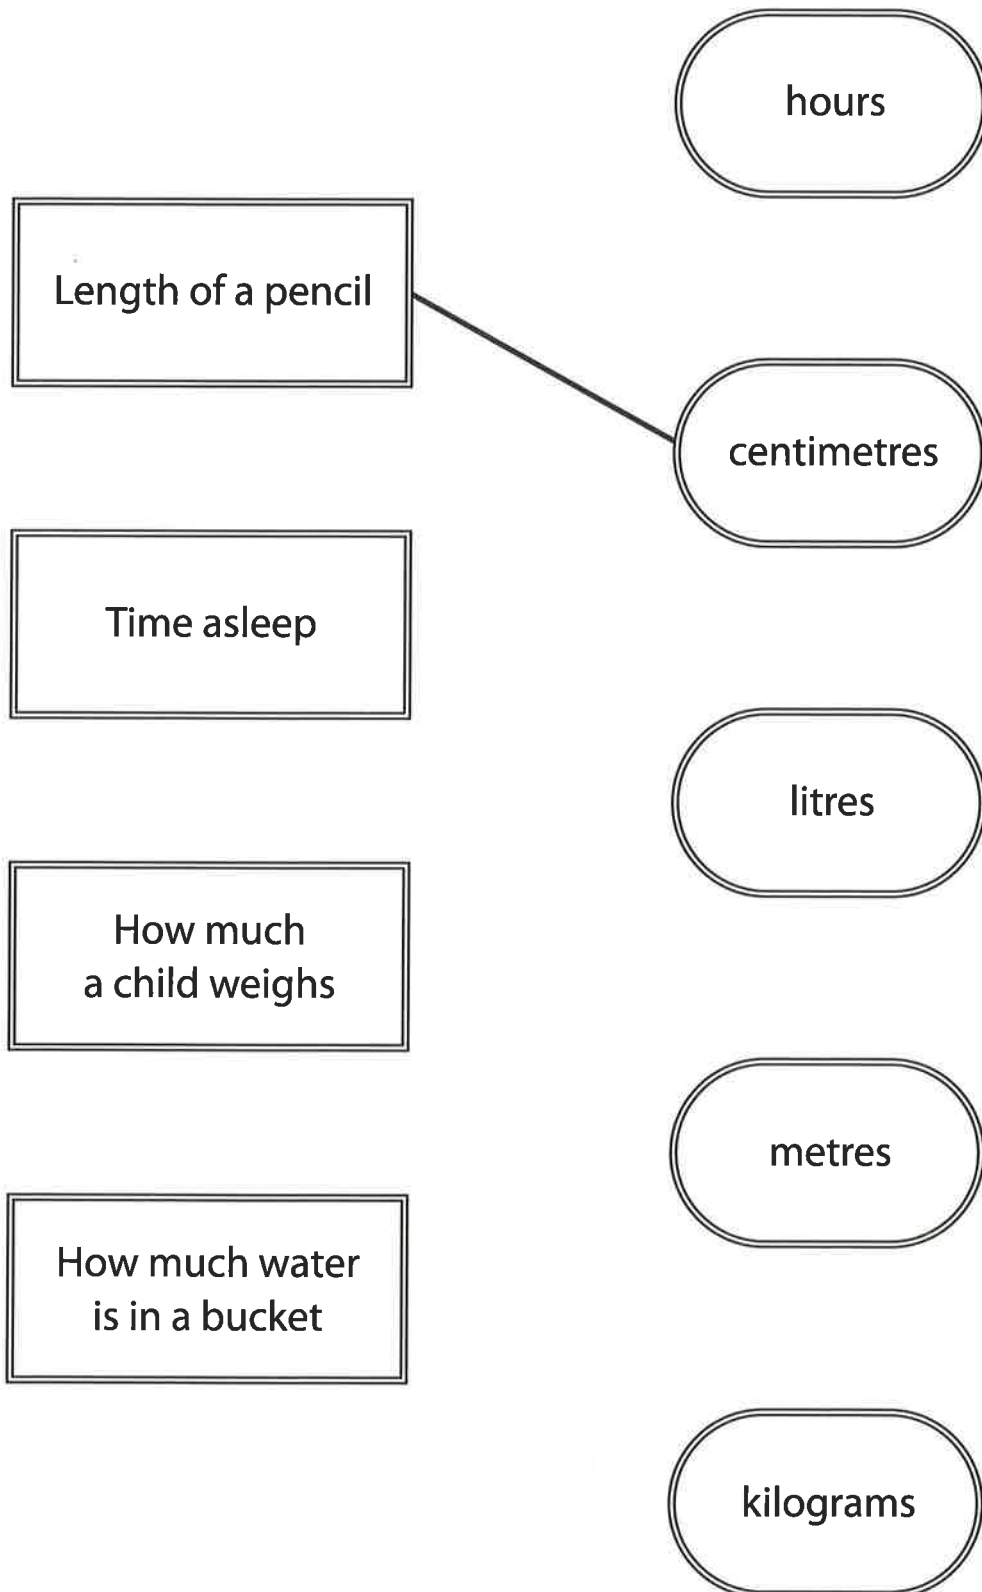 hours
Length of a pencil
centimetres
Time asleep
litres
How much
a child weighs
metres
How much water
is in a bucket
kilograms